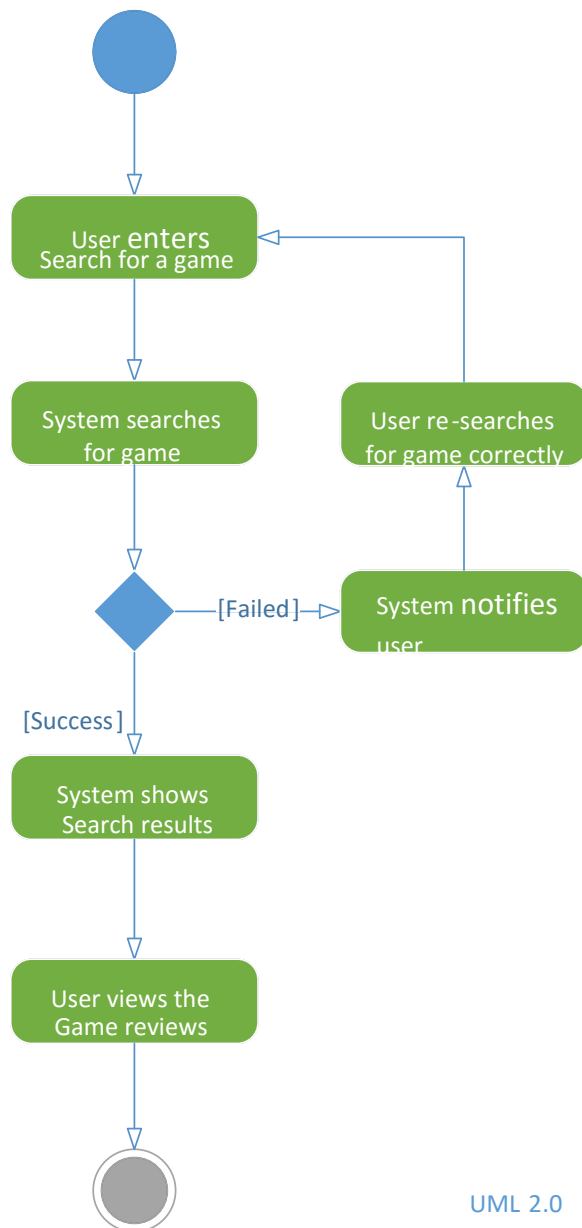 User enters
Search for a game
System searches
for game
User re-searches
for game correctly
[Failed]
System notifies
user
[Success]
System shows
Search results
User views the
Game reviews
UML 2.0